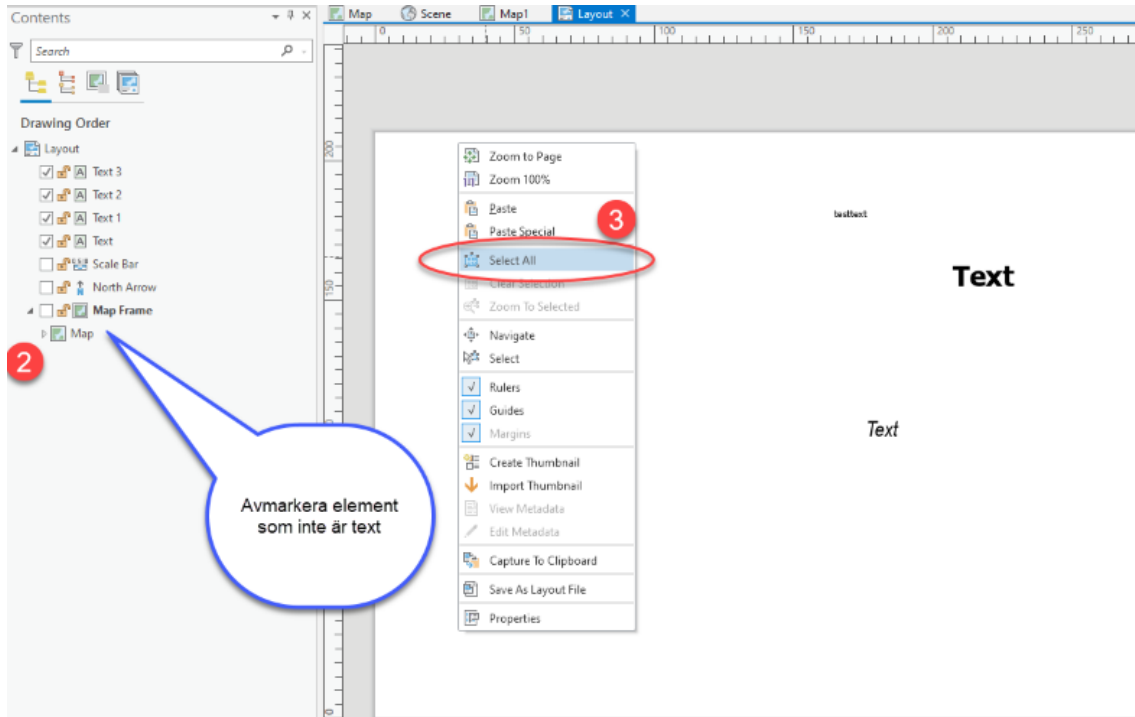 Contents
Map
Scene
Map1
Layout
0
50
100
150
200
250
Search
Drawing Order
Layout
Text 3
Text 2
Text 1
Text
Scale Bar
North Arrow
Map Frame
Map
2
Avmarkera element
som inte är text
200
150
0
Zoom to Page
Zoom 100%
Paste
Paste Special
3
Select All
Clear Selection
Zoom To Selected
Navigate
Select
Rulers
Guides
Margins
Create Thumbnail
Import Thumbnail
View Metadata
Edit Metadata
Capture To Clipboard
Save As Layout File
Properties
testtext
Text
Text